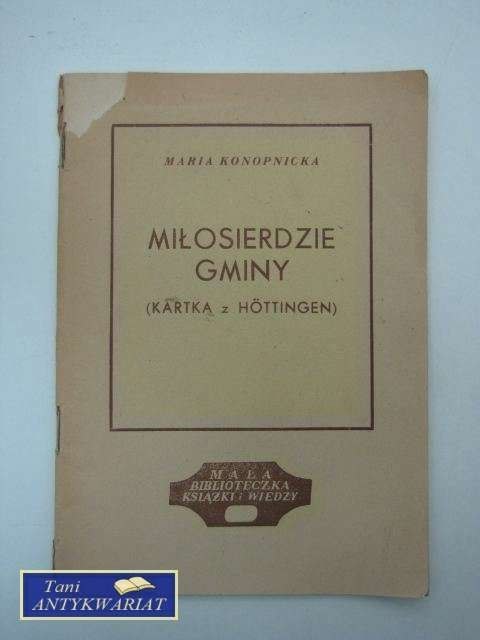 MARIA KONOPNICKA
MIŁOSIERDZIE
GMINY
(KARTKA z HÖTTINGEN)
MAŁA
BIBLIOTECZKA
KSIĄŻKI i WIEDZY
Tani
ANTYKWARIAT